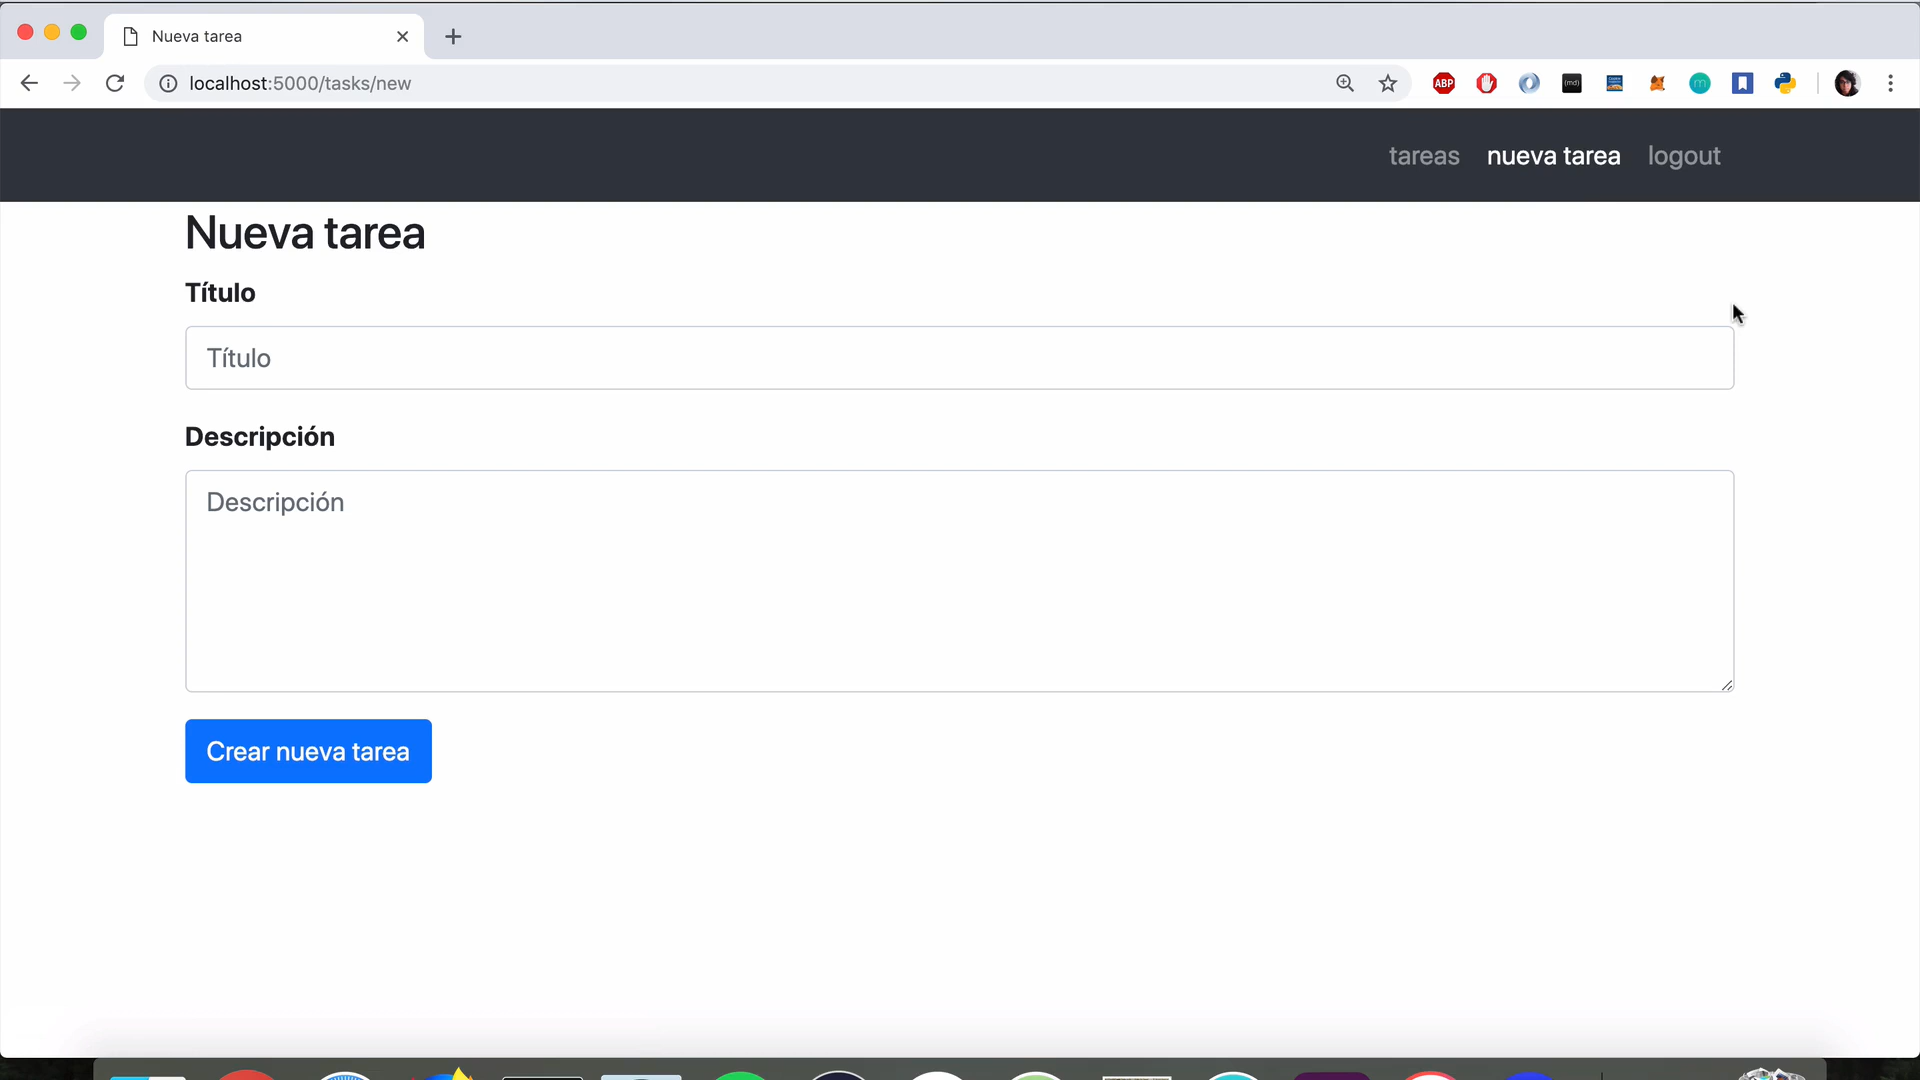 Nueva tarea
localhost:5000/tasks/new
ABP
m
tareas nueva tarea logout
Nueva tarea
Título
Título
Descripción
Descripción
Crear nueva tarea